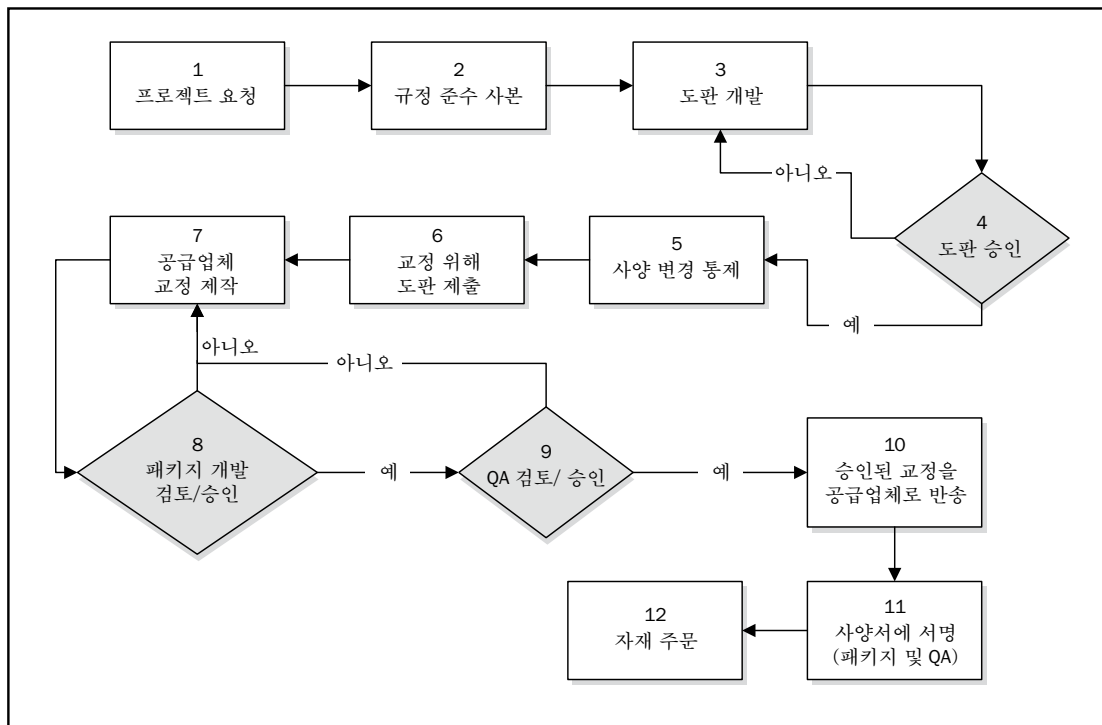 1
프로젝트 요청
2
규정 준수 사본
3
도판 개발
아니오
4
도판 승인
예
5
사양 변경 통제
6
교정 위해
도판 제출
7
공급업체
교정 제작
아니오
아니오
8
패키지 개발
검토/승인
예
9
QA 검토/ 승인
예
10
승인된 교정을
공급업체로 반송
11
사양서에 서명
(패키지 및 QA)
12
자재 주문